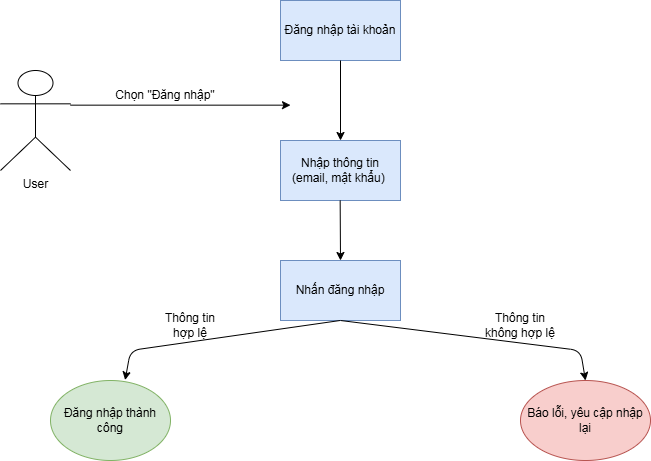 Đăng nhập tài khoản
Chọn "Đăng nhập"
User
Nhập thông tin
(email, mật khẩu)
Nhấn đăng nhập
Thông tin
hợp lệ
Thông tin
không hợp lệ
Đăng nhập thành
công
Báo lỗi, yêu cập nhập
lại